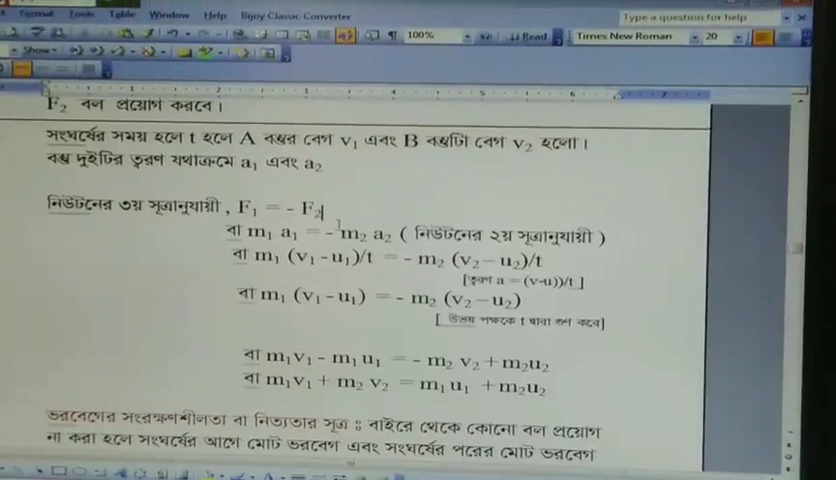 Format Tools Table Window Help Bijoy Classic Converter
Type a question for help
Show
100%
Read
Times New Roman
20
F₂ বল প্রয়োগ করবে।
সংঘর্ষের সময় হলে t হলে A বস্তুর বেগ v₁ এবং B বস্তুটি বেগ v₂ হলো।
বস্তু দুইটির ত্বরণ যথাক্রমে a₁ এবং a₂
নিউটনের ৩য় সূত্রানুযায়ী , F₁ = - F₂
বা m₁ a₁ = - m₂ a₂ ( নিউটনের ২য় সূত্রানুযায়ী )
বা m₁ (v₁-u₁)/t = - m₂ (v₂-u₂)/t
[ত্বরণ a = (v-u))/t ]
বা m₁ (v₁-u₁) = - m₂ (v₂-u₂)
[ উভয় পক্ষকে t দ্বারা গুণ করে]
বা m₁v₁ - m₁u₁ = - m₂ v₂ + m₂u₂
বা m₁v₁ + m₂ v₂ = m₁u₁ + m₂u₂
ভরবেগের সংরক্ষণশীলতা বা নিত্যতার সূত্র ঃ বাইরে থেকে কোনো বল প্রয়োগ
না করা হলে সংঘর্ষের আগে মোট ভরবেগ এবং সংঘর্ষের পরের মোট ভরবেগ